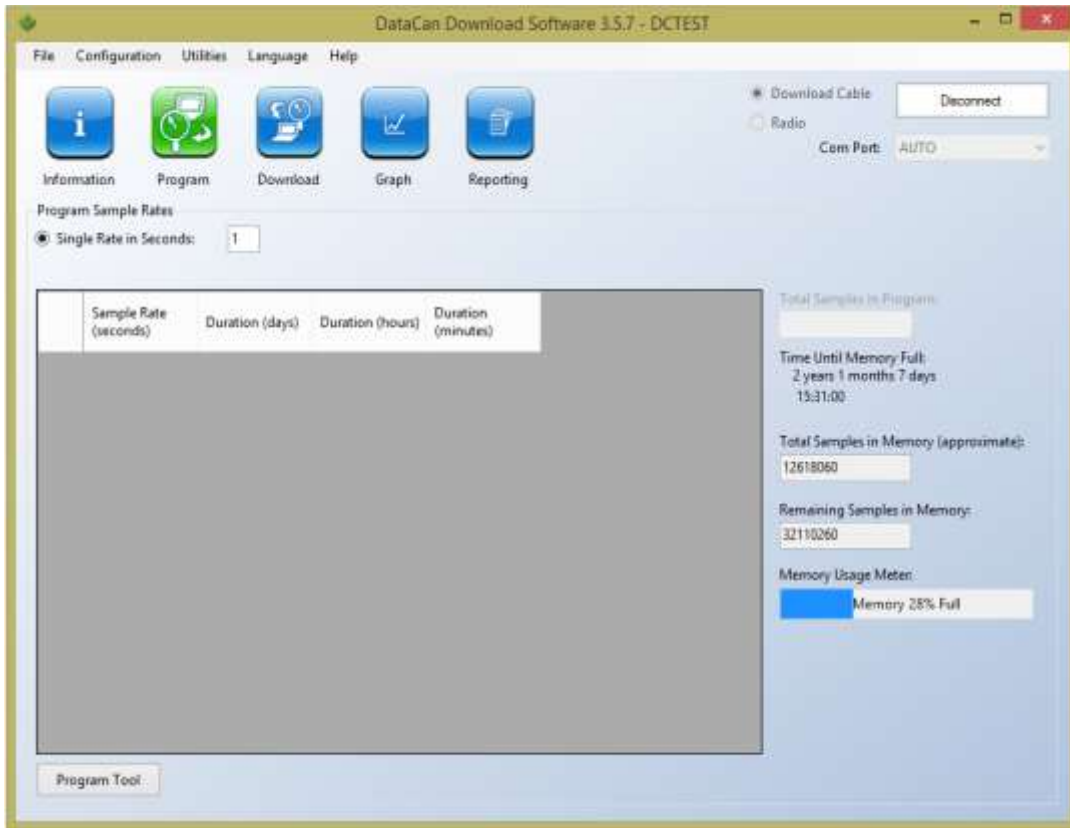 DataCan Download Software 3.5.7 - DCTEST
File Configuration Utilities Language Help
Download Cable
Disconnect
Radio
Com Port: AUTO
Information Program Download Graph Reporting
Program Sample Rates
Single Rate in Seconds: 1
Sample Rate (seconds)
Duration (days)
Duration (hours)
Duration (minutes)
Total Samples in Program:
Time Until Memory Full:
2 years 1 months 7 days
15:31:00
Total Samples in Memory (approximate):
12618060
Remaining Samples in Memory:
32110260
Memory Usage Meter:
Memory 28% Full
Program Tool